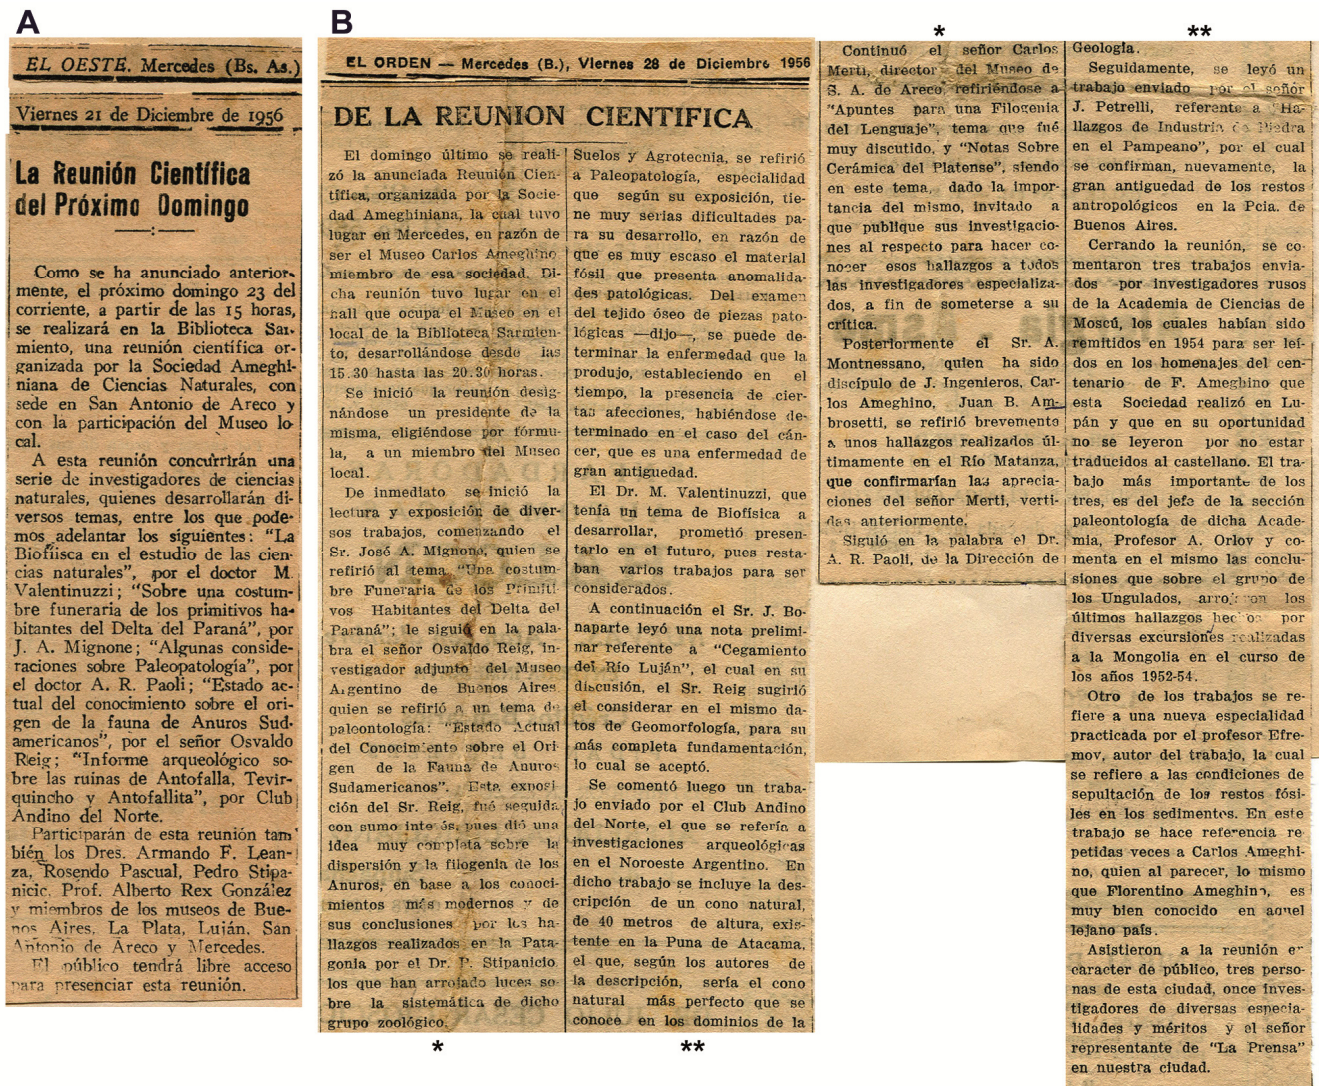 A
EL OESTE. Mercedes (Bs. As.)
Viernes 21 de Diciembre de 1956
La Reunión Científica
del Próximo Domingo
Como se ha anunciado anterior-
mente, el próximo domingo 23 del
corriente, a partir de las 15 horas,
se realizará en la Biblioteca Sar-
miento, una reunión científica or-
ganizada por la Sociedad Ameghi-
niana de Ciencias Naturales, con
sede en San Antonio de Areco y
con la participación del Museo lo
cal.
A esta reunión concurrirán una
serie de investigadores de ciencias
naturales, quienes desarrollarán di-
versos temas, entre los que pode-
mos adelantar los siguientes: "La
Biofíisca en el estudio de las cien-
cias naturales", por el doctor M.
Valentinuzzi; "Sobre una costum-
bre funeraria de los primitivos ha-
bitantes del Delta del Paraná", por
J. A. Mignone; "Algunas conside-
raciones sobre Paleopatología", por
el doctor A. R. Paoli; "Estado ac-
tual del conocimiento sobre el ori-
gen de la fauna de Anuros Sud-
americanos", por el señor Osvaldo
Reig; "Informe arqueológico so-
bre las ruinas de Antofalla, Tevir-
quincho y Antofallita", por Club
Andino del Norte.
Participarán de esta reunión tam
bién los Dres. Armando F. Lean-
za, Rosendo Pascual, Pedro Stipa-
nicic, Prof. Alberto Rex González
y miembros de los museos de Bue-
nos Aires, La Plata, Luján, San
Antonio de Areco y Mercedes.
El público tendrá libre acceso
para presenciar esta reunión.
B
EL ORDEN — Mercedes (B.), Viernes 28 de Diciembre 1956
DE LA REUNION CIENTIFICA
El domingo último se reali-
zó la anunciada Reunión Cien-
tífica, organizada por la Socie-
dad Ameghiniana, la cual tuvo
lugar en Mercedes, en razón de
ser el Museo Carlos Ameghino
miembro de esa sociedad. Di-
cha reunión tuvo lugar en el
hall que ocupa el Museo en el
local de la Biblioteca Sarmien-
to, desarrollándose desde las
15.30 hasta las 20.30 horas.
Se inició la reunión desig-
nándose un presidente de la
misma, eligiéndose por fórmu-
la, a un miembro del Museo
local.
De inmediato se inició la
lectura y exposición de diver-
sos trabajos, comenzando el
Sr. José A. Mignone, quien se
refirió al tema "Una costum-
bre Funeraria de los Primiti-
vos Habitantes del Delta del
Paraná"; le siguió en la pala-
bra el señor Osvaldo Reig, in-
vestigador adjunto del Museo
Argentino de Buenos Aires,
quien se refirió a un tema de
paleontología: "Estado Actual
del Conocimiento sobre el Ori
gen de la Fauna de Anuros
Sudamericanos". Esta exposi
ción del Sr. Reig, fué seguida
con sumo interés, pues dió una
idea muy completa sobre la
dispersión y la filogenia de los
Anuros, en base a los conoci-
mientos más modernos y de
sus conclusiones por los ha-
llazgos realizados en la Pata-
gonia por el Dr. P. Stipanicic
los que han arrojado luces so-
bre la sistemática de dicho
grupo zoológico.
*
*
Continuó el señor Carlos
Merti, director del Museo de
S. A. de Areco, refiriéndose a
"Apuntes para una Filogenia
del Lenguaje", tema que fué
muy discutido, y "Notas Sobre
Cerámica del Platense", siendo
en este tema, dado la impor-
tancia del mismo, invitado a
que publique sus investigacio-
nes al respecto para hacer co-
nocer esos hallazgos a todos
las investigadores especializa-
dos, a fin de someterse a su
crítica.
Posteriormente el Sr. A.
Montnessano, quien ha sido
discípulo de J. Ingenieros, Car-
los Ameghino, Juan B. Am-
brosetti, se refirió brevemente
a unos hallazgos realizados úl-
timamente en el Río Matanza,
que confirmarían las aprecia-
ciones del señor Merti, verti-
das anteriormente.
Siguió en la palabra el Dr.
A. R. Paoli, de la Dirección de
Suelos y Agrotecnia, se refirió
a Paleopatología, especialidad
que según su exposición, tie-
ne muy serias dificultades pa-
ra su desarrollo, en razón de
que es muy escaso el material
fósil que presenta anomalida-
des patológicas. Del examen
del tejido óseo de piezas pato-
lógicas —dijo—, se puede de-
terminar la enfermedad que la
produjo, estableciendo en el
tiempo, la presencia de cier-
tas afecciones, habiéndose de-
terminado en el caso del cán-
cer, que es una enfermedad de
gran antiguedad.
El Dr. M. Valentinuzzi, que
tenía un tema de Biofísica a
desarrollar, prometió presen-
tarlo en el futuro, pues resta-
ban varios trabajos para ser
considerados.
A continuación el Sr. J. Bo-
naparte leyó una nota prelimi-
nar referente a "Cegamiento
del Río Luján", el cual en su
discusión, el Sr. Reig sugirió
el considerar en el mismo da-
tos de Geomorfología, para su
más completa fundamentación,
lo cual se aceptó.
Se comentó luego un traba-
jo enviado por el Club Andino
del Norte, el que se refería a
investigaciones arqueológicas
en el Noroeste Argentino. En
dicho trabajo se incluye la des-
cripción de un cono natural,
de 40 metros de altura, exis-
tente en la Puna de Atacama,
el que, según los autores de
la descripción, sería el cono
natural más perfecto que se
conoce en los dominios de la
**
**
Geología.
Seguidamente, se leyó un
trabajo enviado por el señor
J. Petrelli, referente a "Ha-
llazgos de Industria de Piedra
en el Pampeano", por el cual
se confirman, nuevamente, la
gran antiguedad de los restos
antropológicos en la Pcia. de
Buenos Aires.
Cerrando la reunión, se co-
mentaron tres trabajos envia-
dos por investigadores rusos
de la Academia de Ciencias de
Moscú, los cuales habían sido
remitidos en 1954 para ser leí-
dos en los homenajes del cen-
tenario de F. Ameghino que
esta Sociedad realizó en Lu-
pán y que en su oportunidad
no se leyeron por no estar
traducidos al castellano. El tra-
bajo más importante de los
tres, es del jefe de la sección
paleontología de dicha Acade-
mia, Profesor A. Orlov y co-
menta en el mismo las conclu-
siones que sobre el grupo de
los Ungulados, arrojaron los
últimos hallazgos hechos por
diversas excursiones realizadas
a la Mongolia en el curso de
los años 1952-54.
Otro de los trabajos se re-
fiere a una nueva especialidad
practicada por el profesor Efre-
mov, autor del trabajo, la cual
se refiere a las condiciones de
sepultación de los restos fósi-
les en los sedimentos. En este
trabajo se hace referencia re
petidas veces a Carlos Ameghi-
no, quien al parecer, lo mismo
que Florentino Ameghino, es
muy bien conocido en aquel
lejano país.
Asistieron a la reunión en
caracter de público, tres perso-
nas de esta ciudad, once inves-
tigadores de diversas especia-
lidades y méritos y el señor
representante de "La Prensa"
en nuestra ciudad.